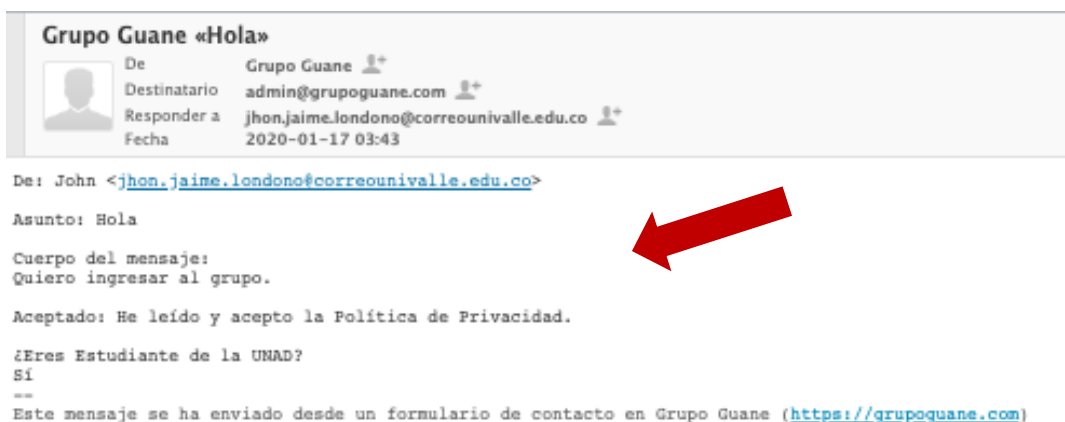 Grupo Guane «Hola»
De Grupo Guane
Destinatario admin@grupoguane.com
Responder a jhon.jaime.londono@correounivalle.edu.co
Fecha 2020-01-17 03:43
De: John <jhon.jaime.londono@correounivalle.edu.co>
Asunto: Hola
Cuerpo del mensaje:
Quiero ingresar al grupo.
Aceptado: He leído y acepto la Política de Privacidad.
¿Eres Estudiante de la UNAD?
Sí
--
Este mensaje se ha enviado desde un formulario de contacto en Grupo Guane (https://grupoguane.com)